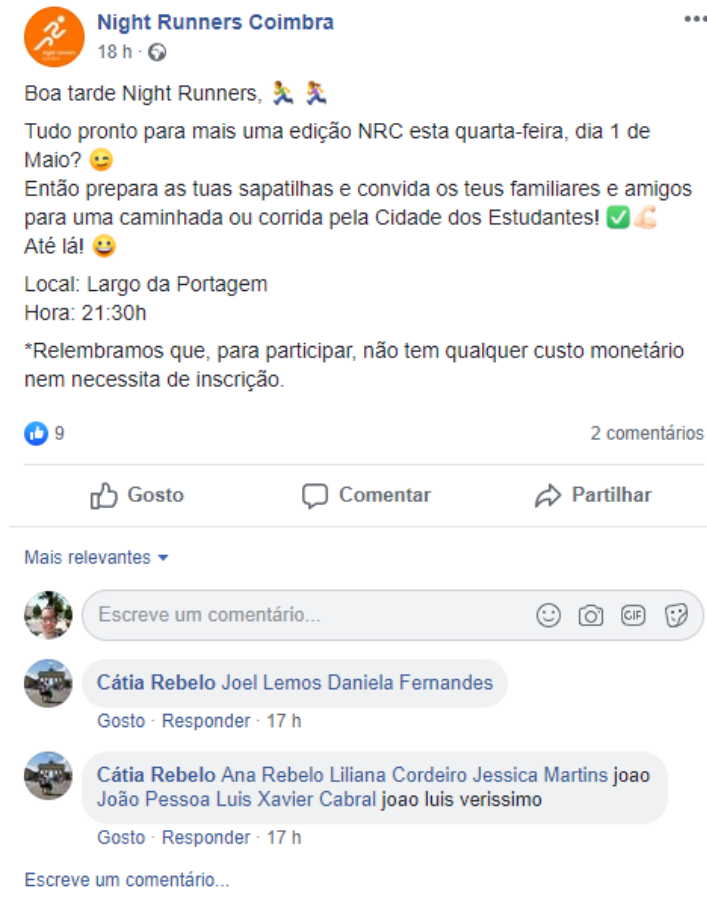 Night Runners Coimbra
18 h ·
Boa tarde Night Runners,
Tudo pronto para mais uma edição NRC esta quarta-feira, dia 1 de
Maio?
Então prepara as tuas sapatilhas e convida os teus familiares e amigos
para uma caminhada ou corrida pela Cidade dos Estudantes!
Até lá!
Local: Largo da Portagem
Hora: 21:30h
*Relembramos que, para participar, não tem qualquer custo monetário
nem necessita de inscrição.
9
2 comentários
Gosto
Comentar
Partilhar
Mais relevantes
Escreve um comentário...
GIF
Cátia Rebelo Joel Lemos Daniela Fernandes
Gosto · Responder · 17 h
Cátia Rebelo Ana Rebelo Liliana Cordeiro Jessica Martins joao
João Pessoa Luis Xavier Cabral joao luis verissimo
Gosto · Responder · 17 h
Escreve um comentário...